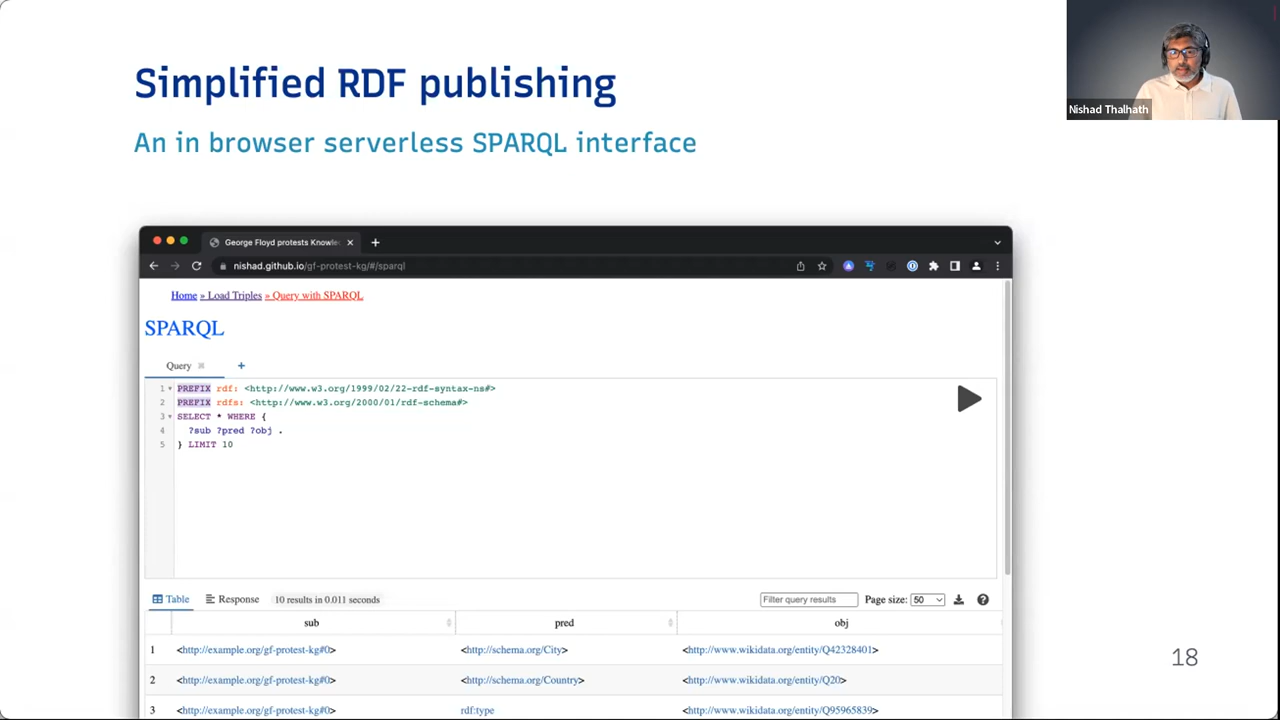 Simplified RDF publishing
An in browser serverless SPARQL interface
Nishad Thalhath
George Floyd protests Knowle
nishad.github.io/gf-protest-kg/#/sparql
Home » Load Triples » Query with SPARQL
SPARQL
Query
1 PREFIX rdf: <http://www.w3.org/1999/02/22-rdf-syntax-ns#>
2 PREFIX rdfs: <http://www.w3.org/2000/01/rdf-schema#>
3 SELECT * WHERE {
4 ?sub ?pred ?obj .
5 } LIMIT 10
Table Response 10 results in 0.011 seconds Filter query results Page size: 50
sub pred obj
1 <http://example.org/gf-protest-kg#0> <http://schema.org/City> <http://www.wikidata.org/entity/Q42328401>
2 <http://example.org/gf-protest-kg#0> <http://schema.org/Country> <http://www.wikidata.org/entity/Q20>
3 <http://example.org/gf-protest-kg#0> rdf:type <http://www.wikidata.org/entity/Q95965839>
18